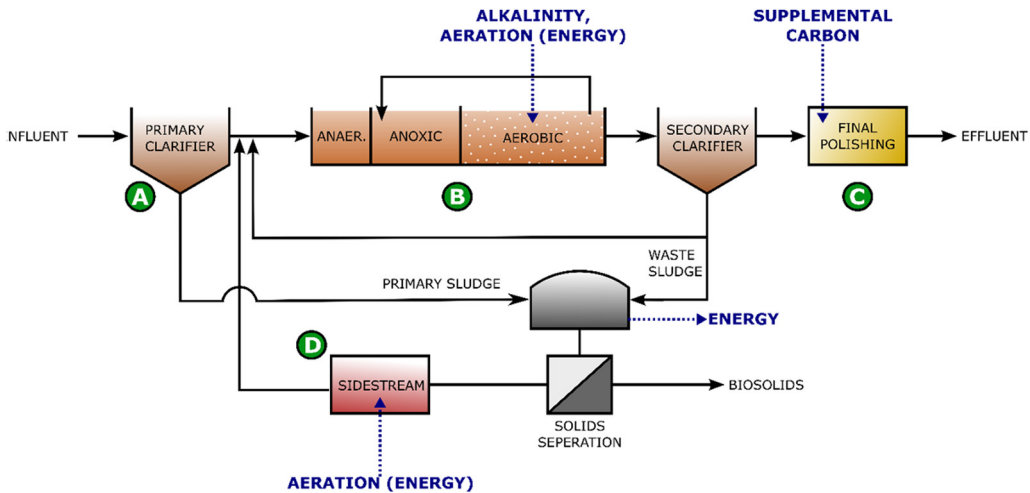 ALKALINITY,
AERATION (ENERGY)
SUPPLEMENTAL
CARBON
NFLUENT
PRIMARY
CLARIFIER
ANAER.
ANOXIC
AEROBIC
SECONDARY
CLARIFIER
FINAL
POLISHING
EFFLUENT
A
B
C
WASTE
SLUDGE
PRIMARY SLUDGE
ENERGY
D
SIDESTREAM
BIOSOLIDS
SOLIDS
SEPERATION
AERATION (ENERGY)